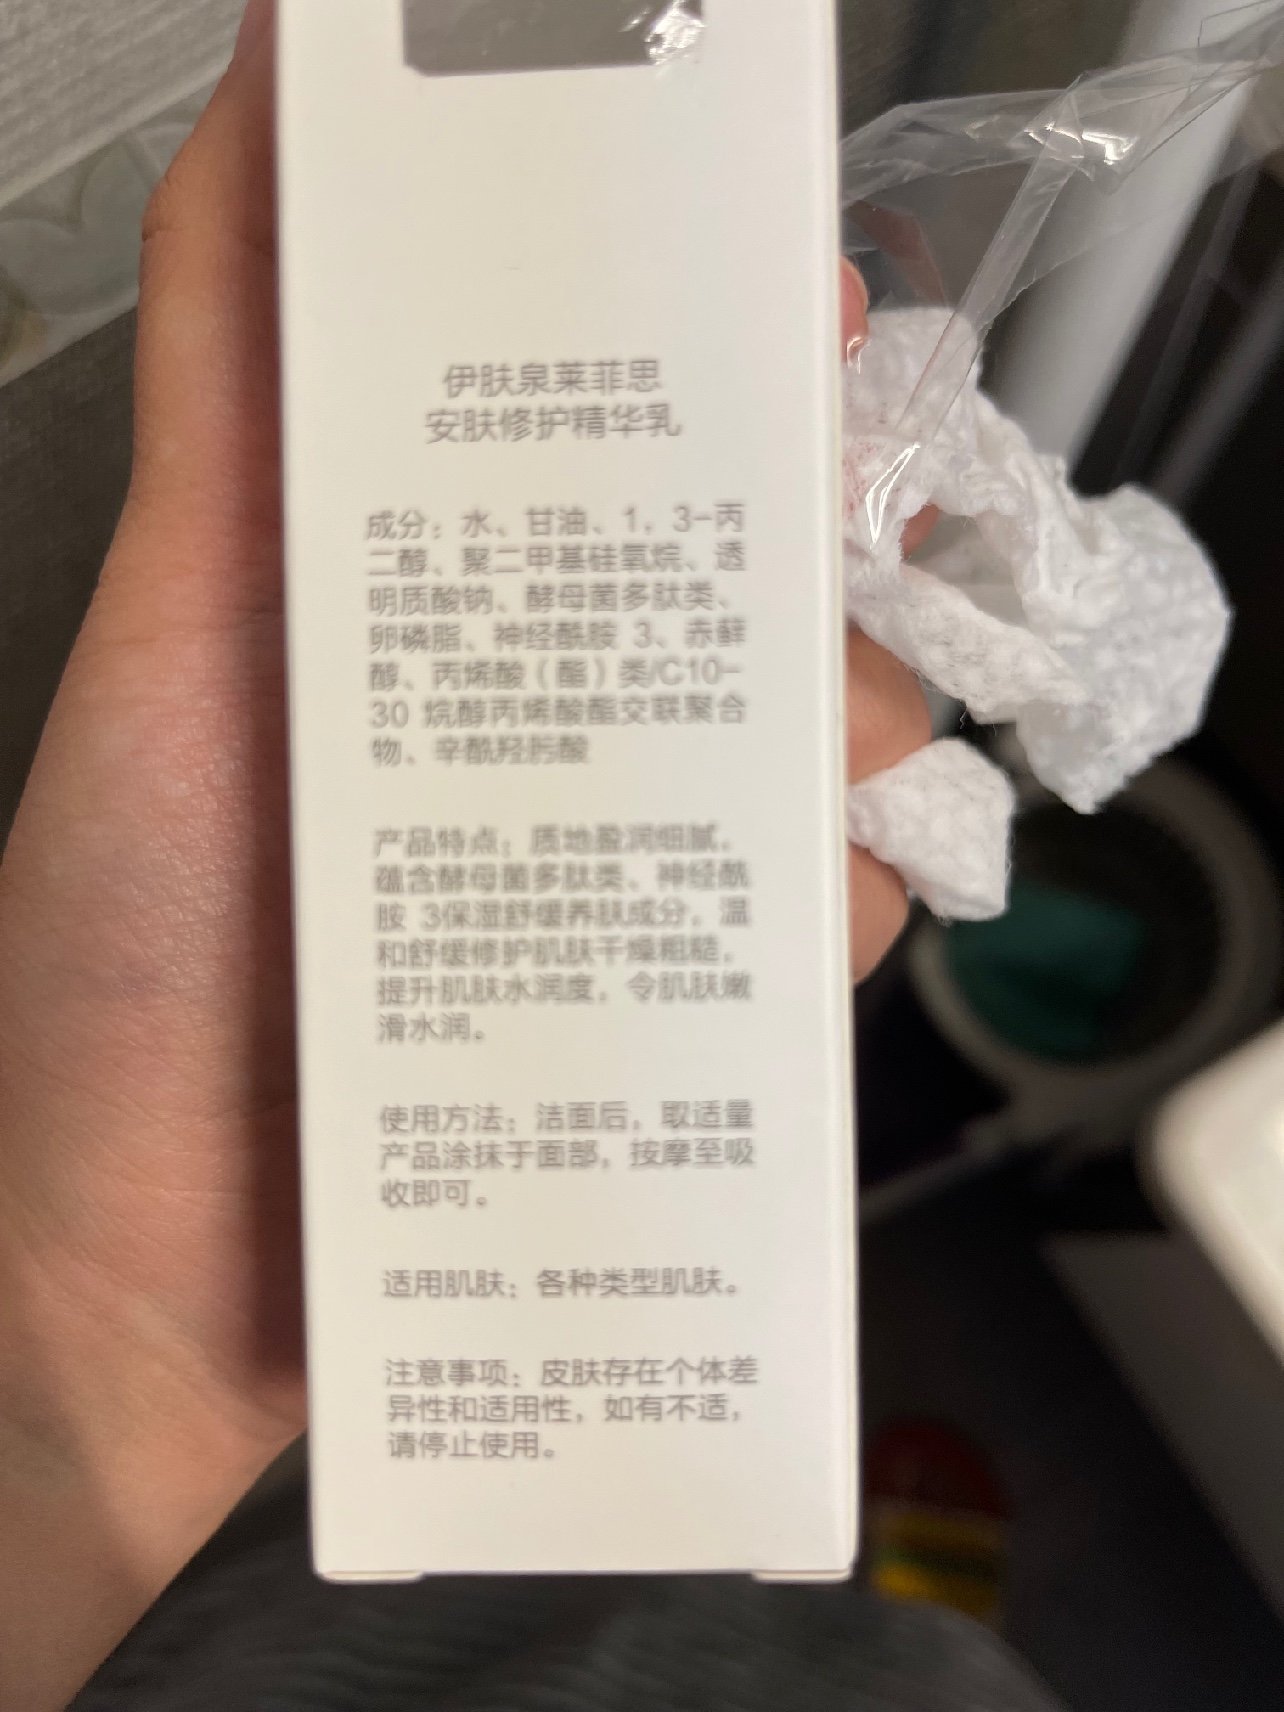 伊肤泉莱菲思
安肤修护精华乳
成分：水、甘油、1，3-丙
二醇、聚二甲基硅氧烷、透
明质酸钠、酵母菌多肽类、
卵磷脂、神经酰胺 3、赤藓
醇、丙烯酸（酯）类/C10-
30 烷醇丙烯酸酯交联聚合
物、辛酰羟肟酸
产品特点：质地盈润细腻，
蕴含酵母菌多肽类、神经酰
胺 3保湿舒缓养肤成分，温
和舒缓修护肌肤干燥粗糙，
提升肌肤水润度，令肌肤嫩
滑水润。
使用方法：洁面后，取适量
产品涂抹于面部，按摩至吸
收即可。
适用肌肤：各种类型肌肤。
注意事项：皮肤存在个体差
异性和适用性，如有不适，
请停止使用。